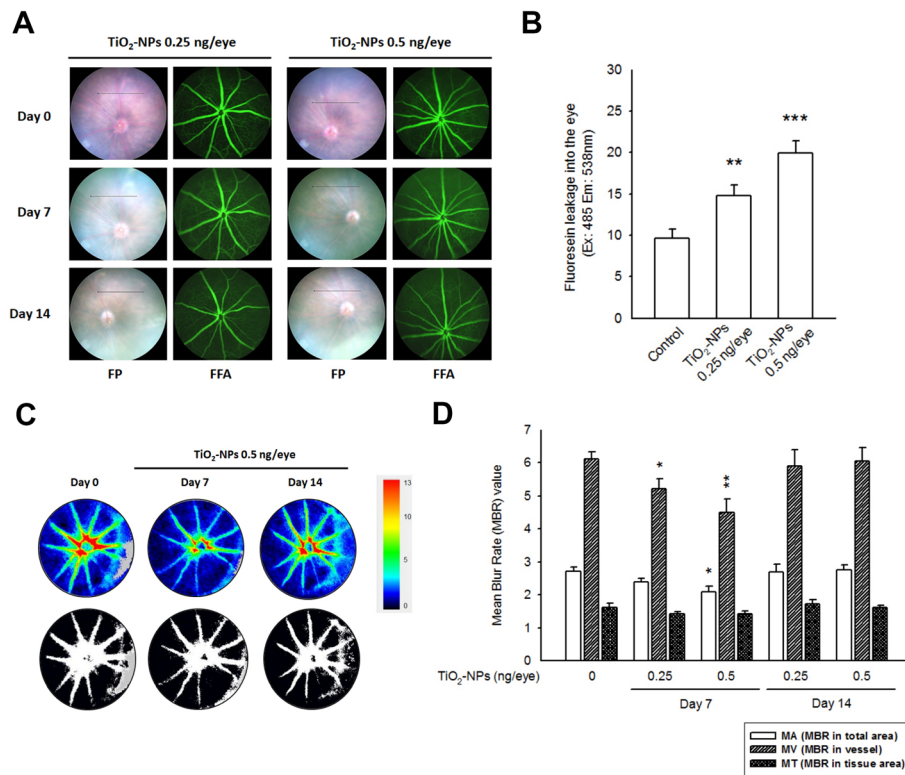 A
TiO₂-NPs 0.25 ng/eye
TiO₂-NPs 0.5 ng/eye
Day 0
Day 7
Day 14
FP
FFA
FP
FFA
B
Fluoresein leakage into the eye
(Ex: 485 Em: 538nm)
30
25
20
15
10
5
0
**
***
Control
TiO₂-NPs
0.25 ng/eye
TiO₂-NPs
0.5 ng/eye
C
TiO₂-NPs 0.5 ng/eye
Day 0
Day 7
Day 14
13
10
5
0
D
Mean Blur Rate (MBR) value
7
6
5
4
3
2
1
0
*
*
**
TiO₂-NPs (ng/eye)
0
0.25
0.5
0.25
0.5
Day 7
Day 14
MA (MBR in total area)
MV (MBR in vessel)
MT (MBR in tissue area)